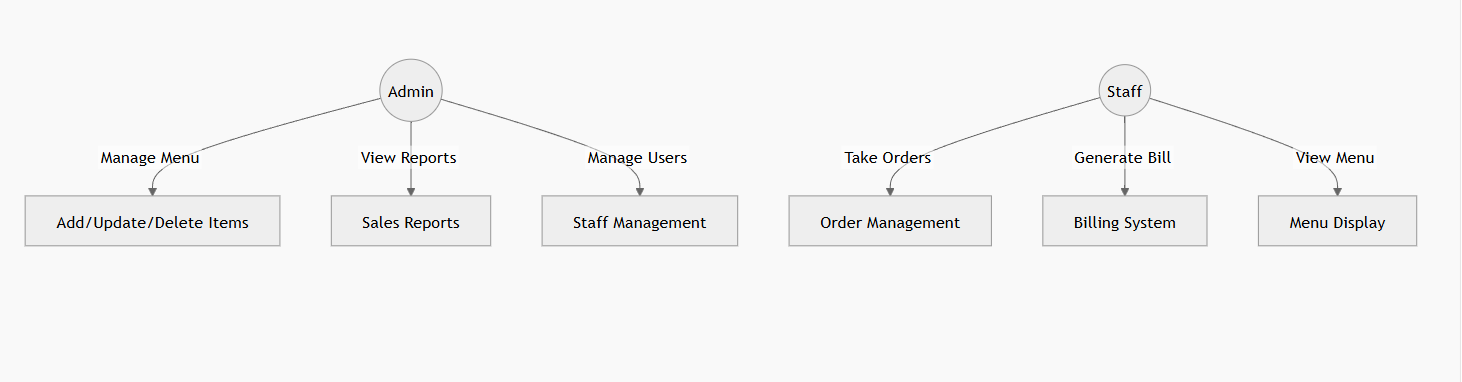 Admin
Staff
Manage Menu
View Reports
Manage Users
Take Orders
Generate Bill
View Menu
Add/Update/Delete Items
Sales Reports
Staff Management
Order Management
Billing System
Menu Display